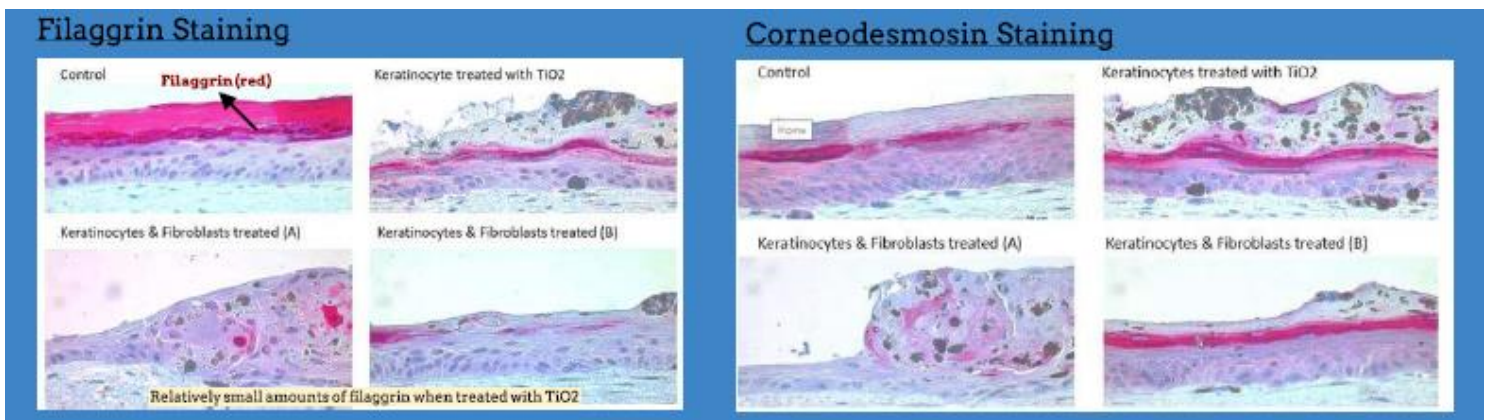 Filaggrin Staining
Control
Filaggrin (red)
Keratinocyte treated with TiO2
Keratinocytes & Fibroblasts treated (A)
Keratinocytes & Fibroblasts treated (B)
Relatively small amounts of filaggrin when treated with TiO2
Corneodesmosin Staining
Control
Keratinocytes treated with TiO2
Keratinocytes & Fibroblasts treated (A)
Keratinocytes & Fibroblasts treated (B)